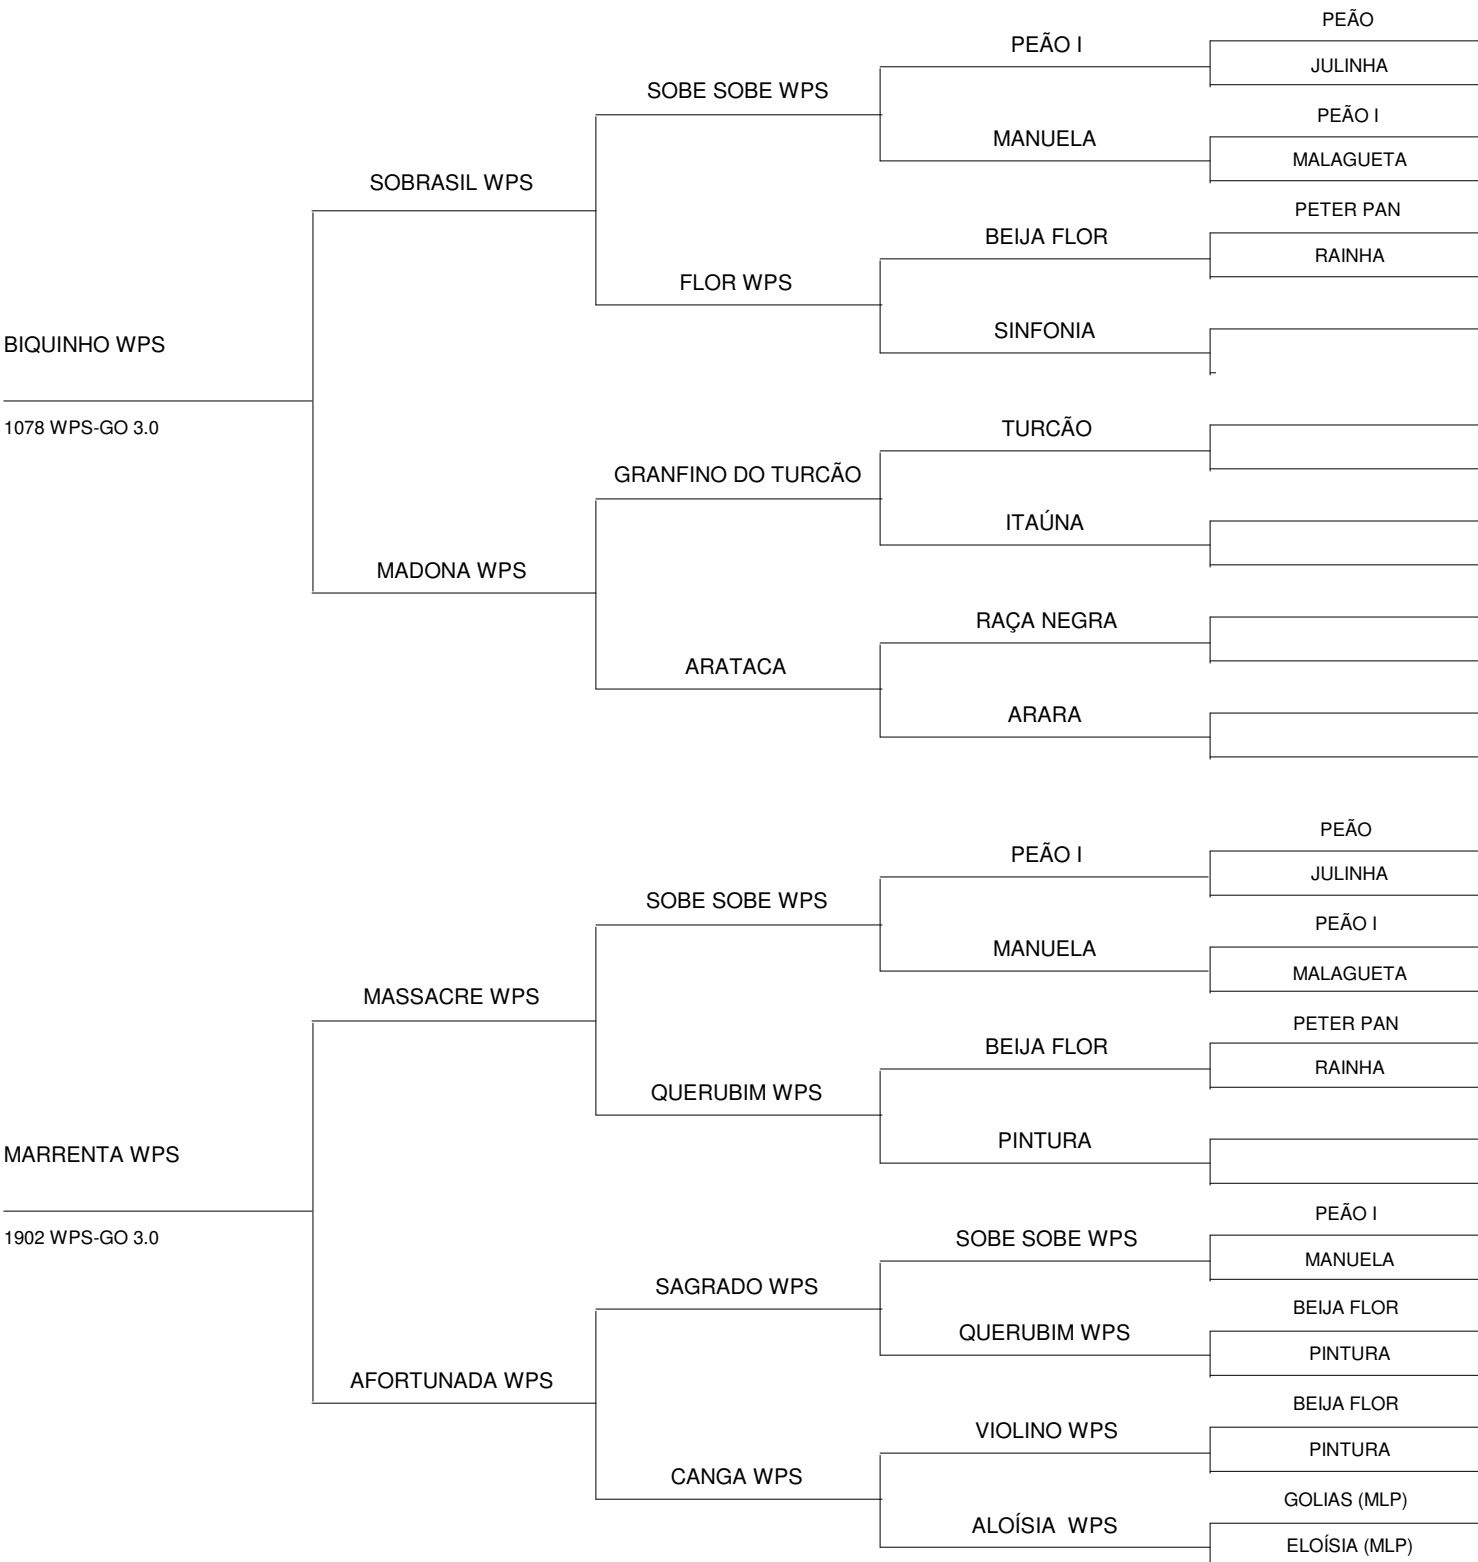 PEÃO
PEÃO I
JULINHA
SOBE SOBE WPS
PEÃO I
MANUELA
MALAGUETA
SOBRASIL WPS
PETER PAN
BEIJA FLOR
RAINHA
FLOR WPS
SINFONIA
BIQUINHO WPS
1078 WPS-GO 3.0
TURCÃO
GRANFINO DO TURCÃO
ITAÚNA
MADONA WPS
RAÇA NEGRA
ARATACA
ARARA
PEÃO
PEÃO I
JULINHA
SOBE SOBE WPS
PEÃO I
MANUELA
MALAGUETA
MASSACRE WPS
PETER PAN
BEIJA FLOR
RAINHA
QUERUBIM WPS
PINTURA
MARRENTA WPS
PEÃO I
1902 WPS-GO 3.0
SOBE SOBE WPS
MANUELA
SAGRADO WPS
BEIJA FLOR
QUERUBIM WPS
PINTURA
AFORTUNADA WPS
BEIJA FLOR
VIOLINO WPS
PINTURA
CANGA WPS
GOLIAS (MLP)
ALOÍSIA  WPS
ELOÍSIA (MLP)